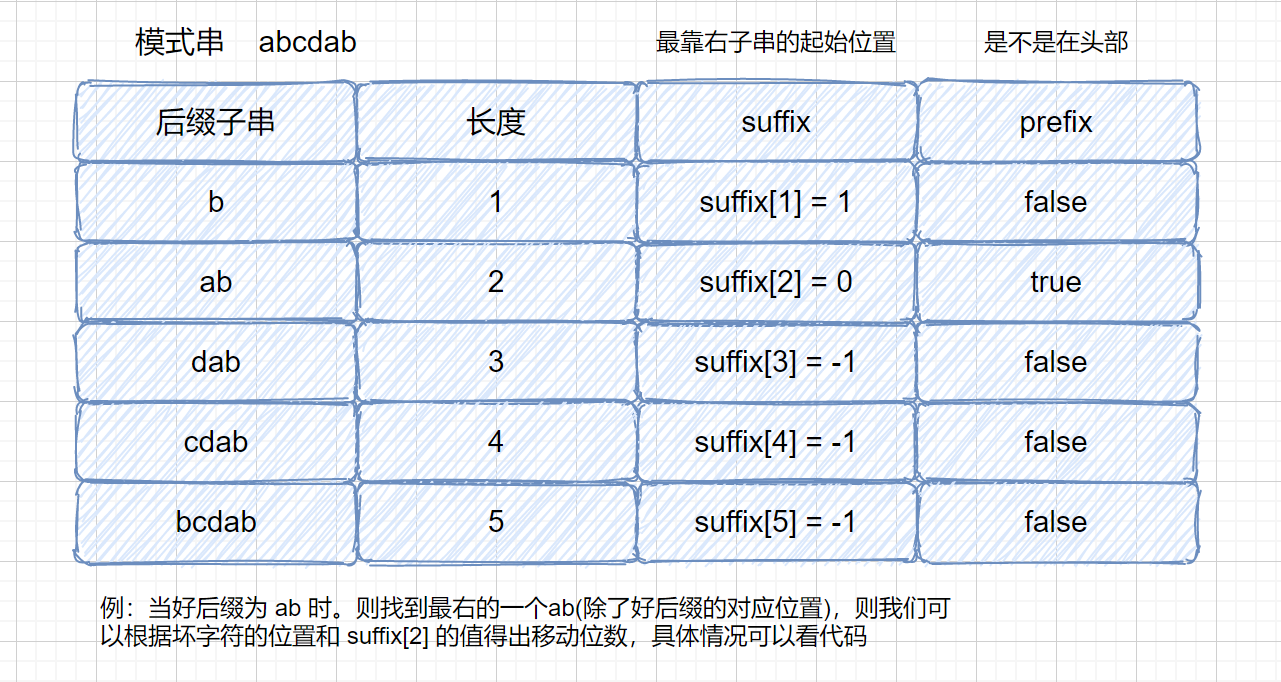 模式串 abcdab 最靠右子串的起始位置 是不是在头部
后缀子串 长度 suffix prefix
b 1 suffix[1] = 1 false
ab 2 suffix[2] = 0 true
dab 3 suffix[3] = -1 false
cdab 4 suffix[4] = -1 false
bcdab 5 suffix[5] = -1 false
例：当好后缀为 ab 时。则找到最右的一个ab(除了好后缀的对应位置)，则我们可
以根据坏字符的位置和 suffix[2] 的值得出移动位数，具体情况可以看代码